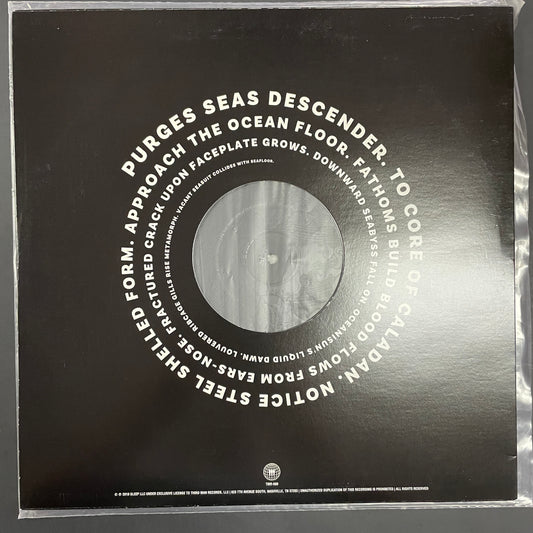 PURGES SEAS DESCENDER. TO CORE OF CALADAN. NOTICE STEEL SHELLED FORM.
APPROACH THE OCEAN FLOOR. FATHOMS BUILD BLOOD FLOWS FROM EARS-NOSE.
FRACTURED CRACK UPON FACEPLATE GROWS. DOWNWARD SEABYSS FALL ON. OCEAN|SUN'S LIQUID DAWN.
LOUVERED RIBCAGE GILLS RISE METAMORPH. VACANT SEASUIT COLLIDES WITH SEAFLOOR.
℗ © 2018 SLEEP LLC UNDER EXCLUSIVE LICENSE TO THIRD MAN RECORDS, LLC | 623 7TH AVENUE SOUTH, NASHVILLE, TN 37203 | UNAUTHORIZED DUPLICATION OF THIS RECORDING IS PROHIBITED | ALL RIGHTS RESERVED